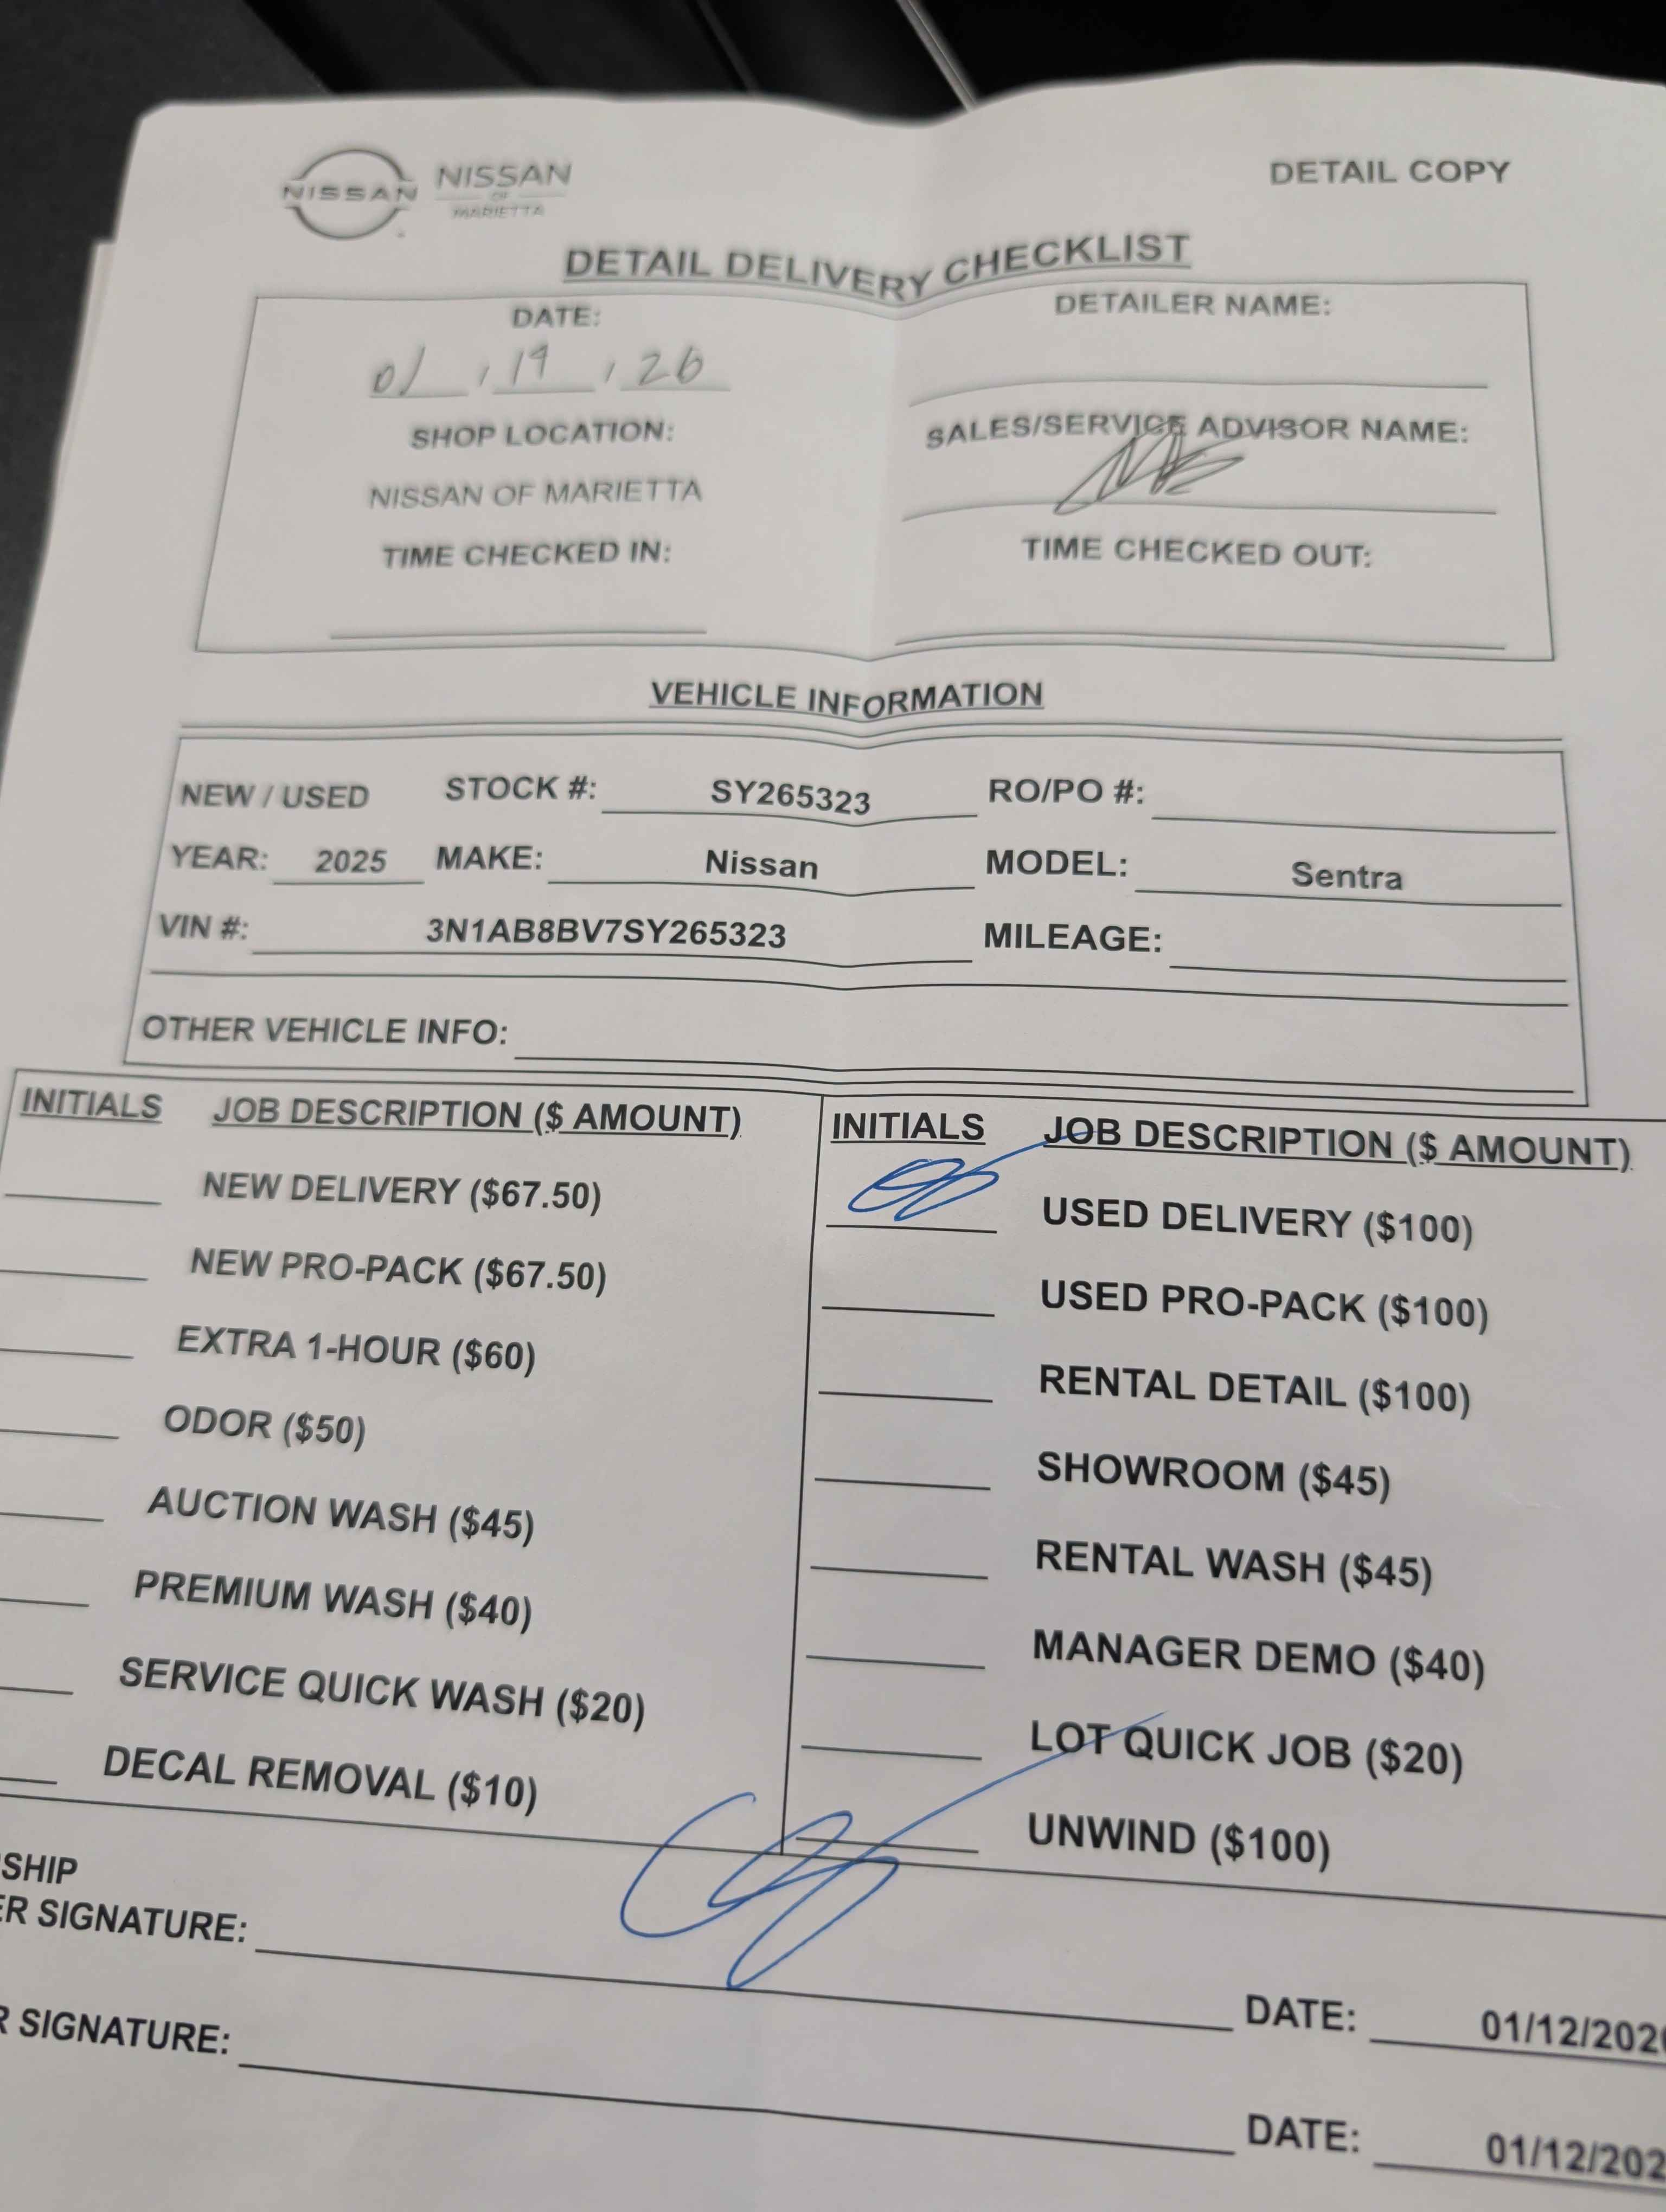 NISSAN
NISSAN
OF
MARIETTA
DETAIL COPY
DETAIL DELIVERY CHECKLIST
DATE:
01 / 19 / 26
DETAILER NAME:
SHOP LOCATION:
NISSAN OF MARIETTA
SALES/SERVICE ADVISOR NAME:
TIME CHECKED IN:
TIME CHECKED OUT:
VEHICLE INFORMATION
NEW / USED STOCK #: SY265323 RO/PO #:
YEAR: 2025 MAKE: Nissan MODEL: Sentra
VIN #: 3N1AB8BV7SY265323 MILEAGE:
OTHER VEHICLE INFO:
INITIALS JOB DESCRIPTION ($ AMOUNT)
NEW DELIVERY ($67.50)
NEW PRO-PACK ($67.50)
EXTRA 1-HOUR ($60)
ODOR ($50)
AUCTION WASH ($45)
PREMIUM WASH ($40)
SERVICE QUICK WASH ($20)
DECAL REMOVAL ($10)
INITIALS JOB DESCRIPTION ($ AMOUNT)
USED DELIVERY ($100)
USED PRO-PACK ($100)
RENTAL DETAIL ($100)
SHOWROOM ($45)
RENTAL WASH ($45)
MANAGER DEMO ($40)
LOT QUICK JOB ($20)
UNWIND ($100)
SHIP
ER SIGNATURE: DATE: 01/12/202
R SIGNATURE: DATE: 01/12/202